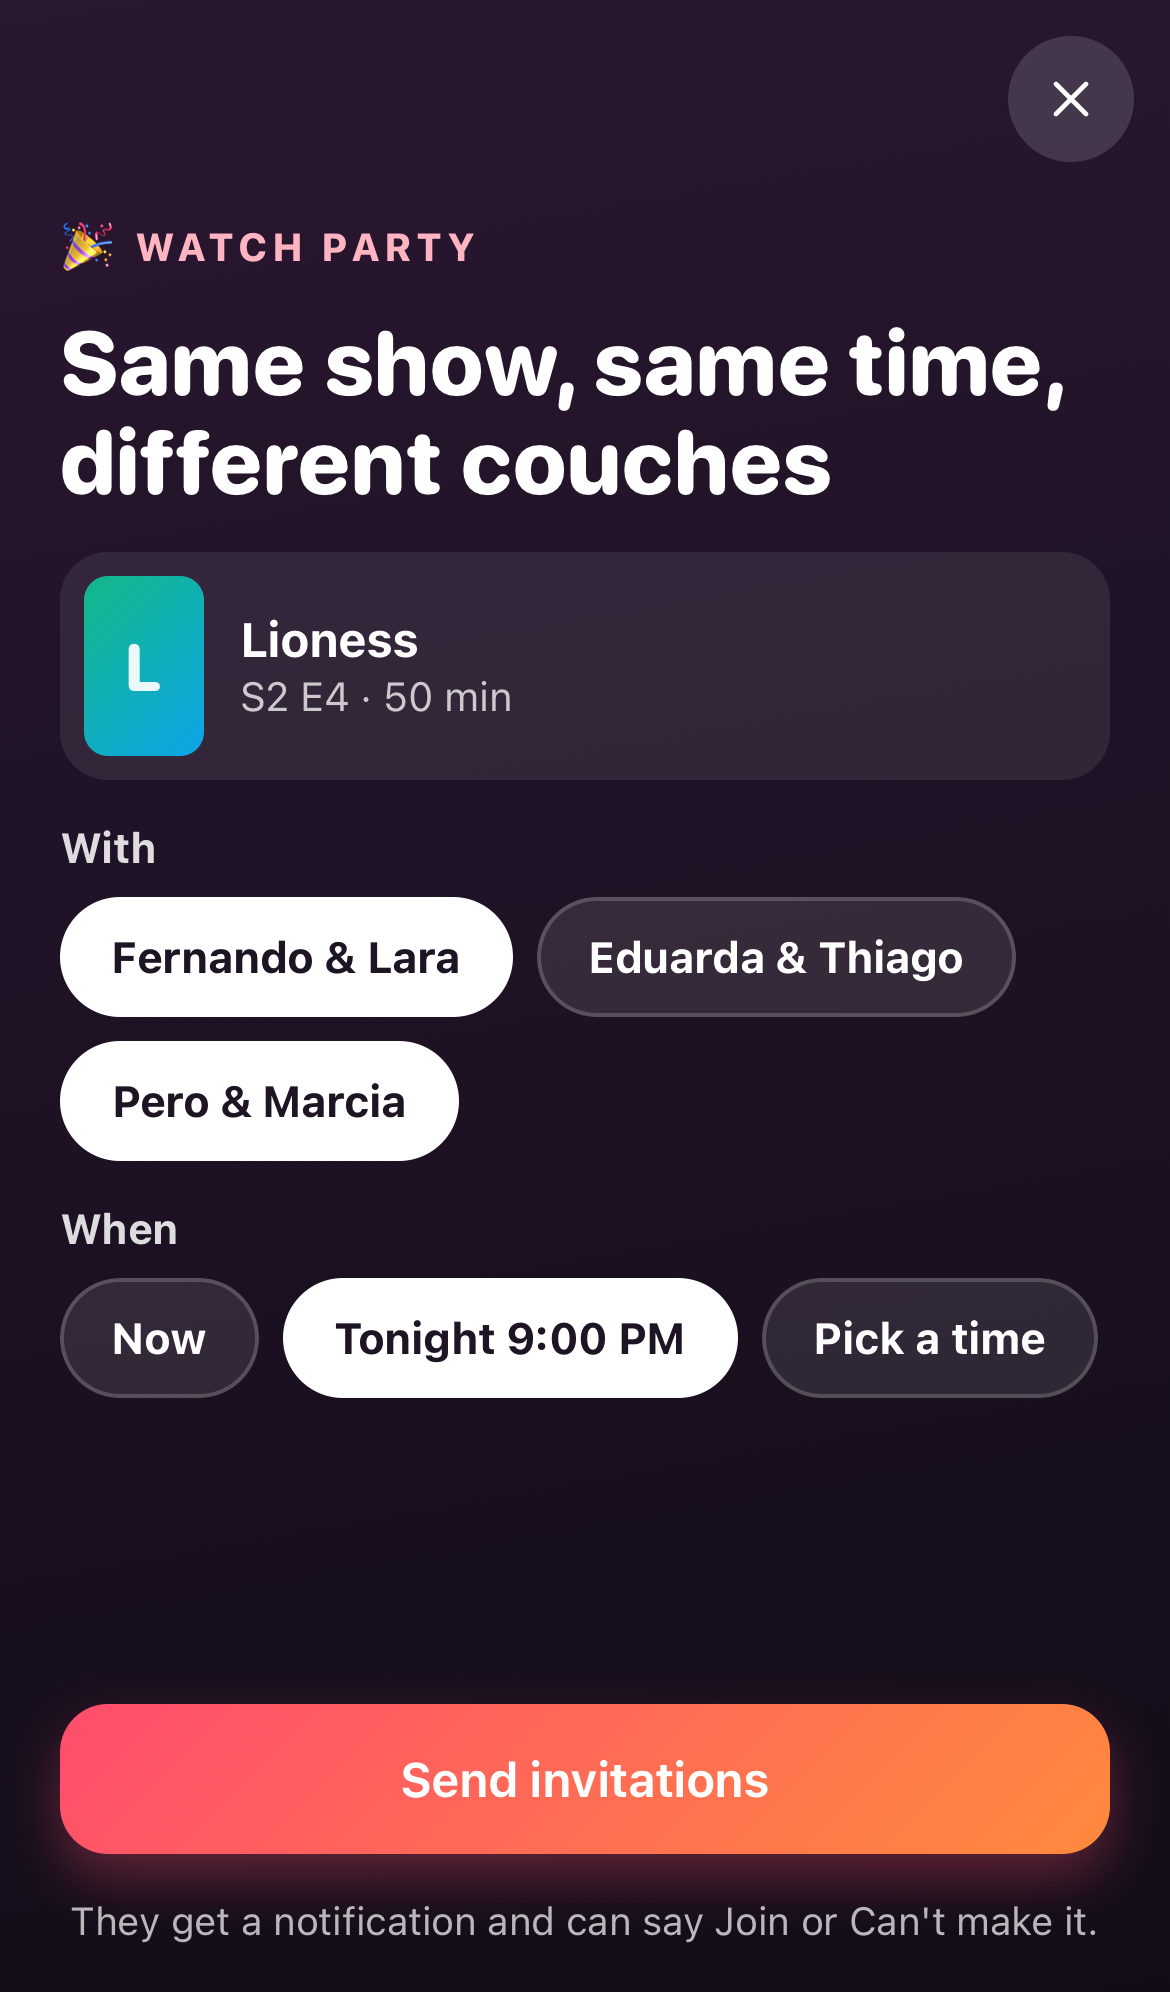 🎉 WATCH PARTY
Same show, same time,
different couches
L
Lioness
S2 E4 · 50 min
With
Fernando & Lara
Eduarda & Thiago
Pero & Marcia
When
Now
Tonight 9:00 PM
Pick a time
Send invitations
They get a notification and can say Join or Can't make it.